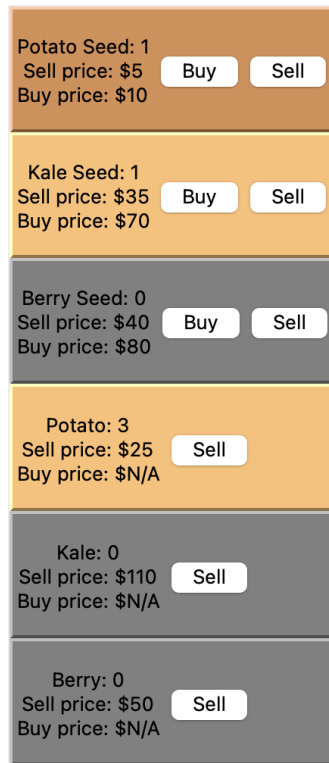 Potato Seed: 1
Sell price: $5
Buy price: $10
Buy
Sell
Kale Seed: 1
Sell price: $35
Buy price: $70
Buy
Sell
Berry Seed: 0
Sell price: $40
Buy price: $80
Buy
Sell
Potato: 3
Sell price: $25
Buy price: $N/A
Sell
Kale: 0
Sell price: $110
Buy price: $N/A
Sell
Berry: 0
Sell price: $50
Buy price: $N/A
Sell